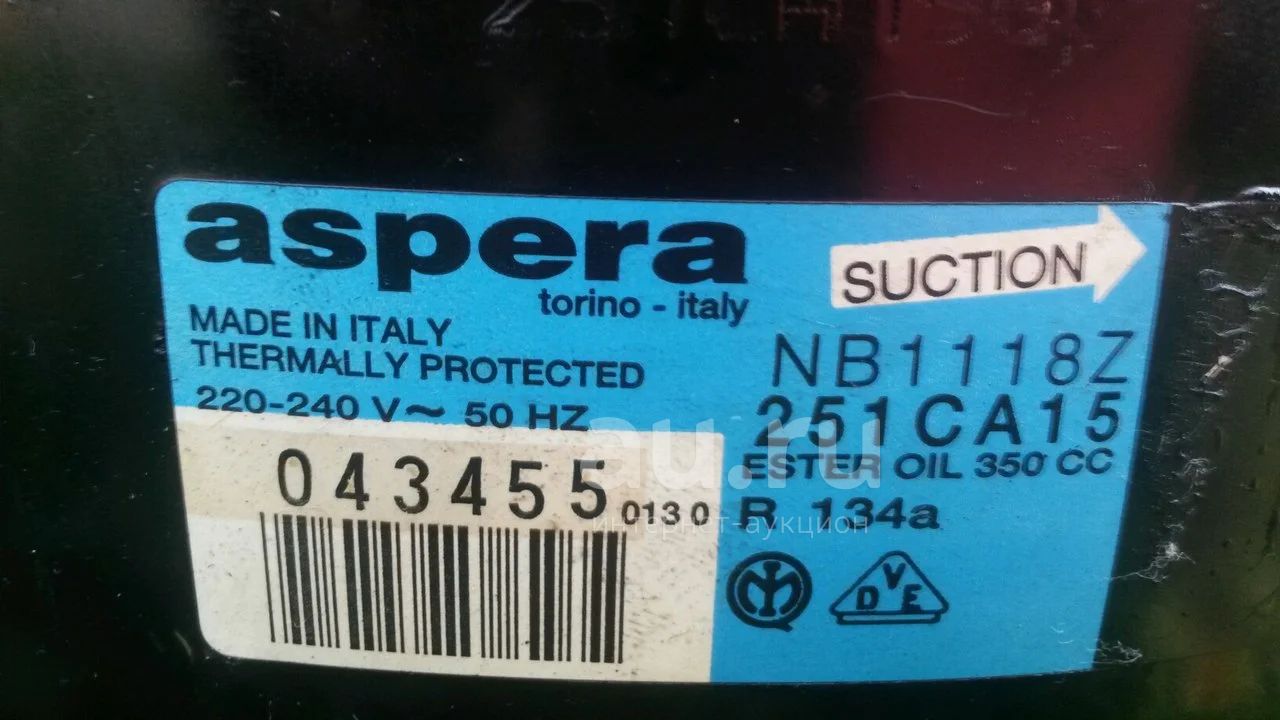 aspera
torino - italy
SUCTION
MADE IN ITALY
THERMALLY PROTECTED
220-240 V~ 50 HZ
NB1118Z
251CA15
ESTER OIL 350 CC
R 134a
043455 0130
VDE
au.ru
интернет-аукцион